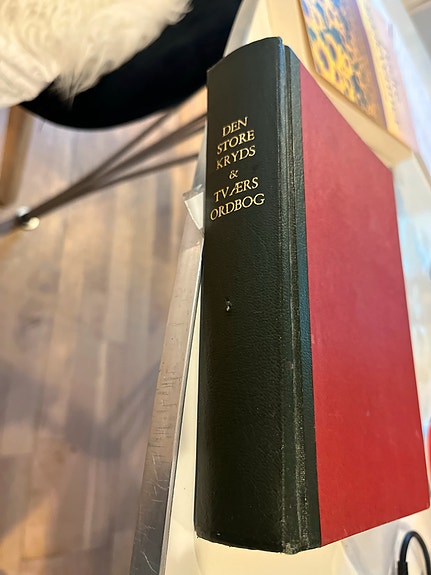 DEN
STORE
KRYDS
&
TVÆRS
ORDBOG